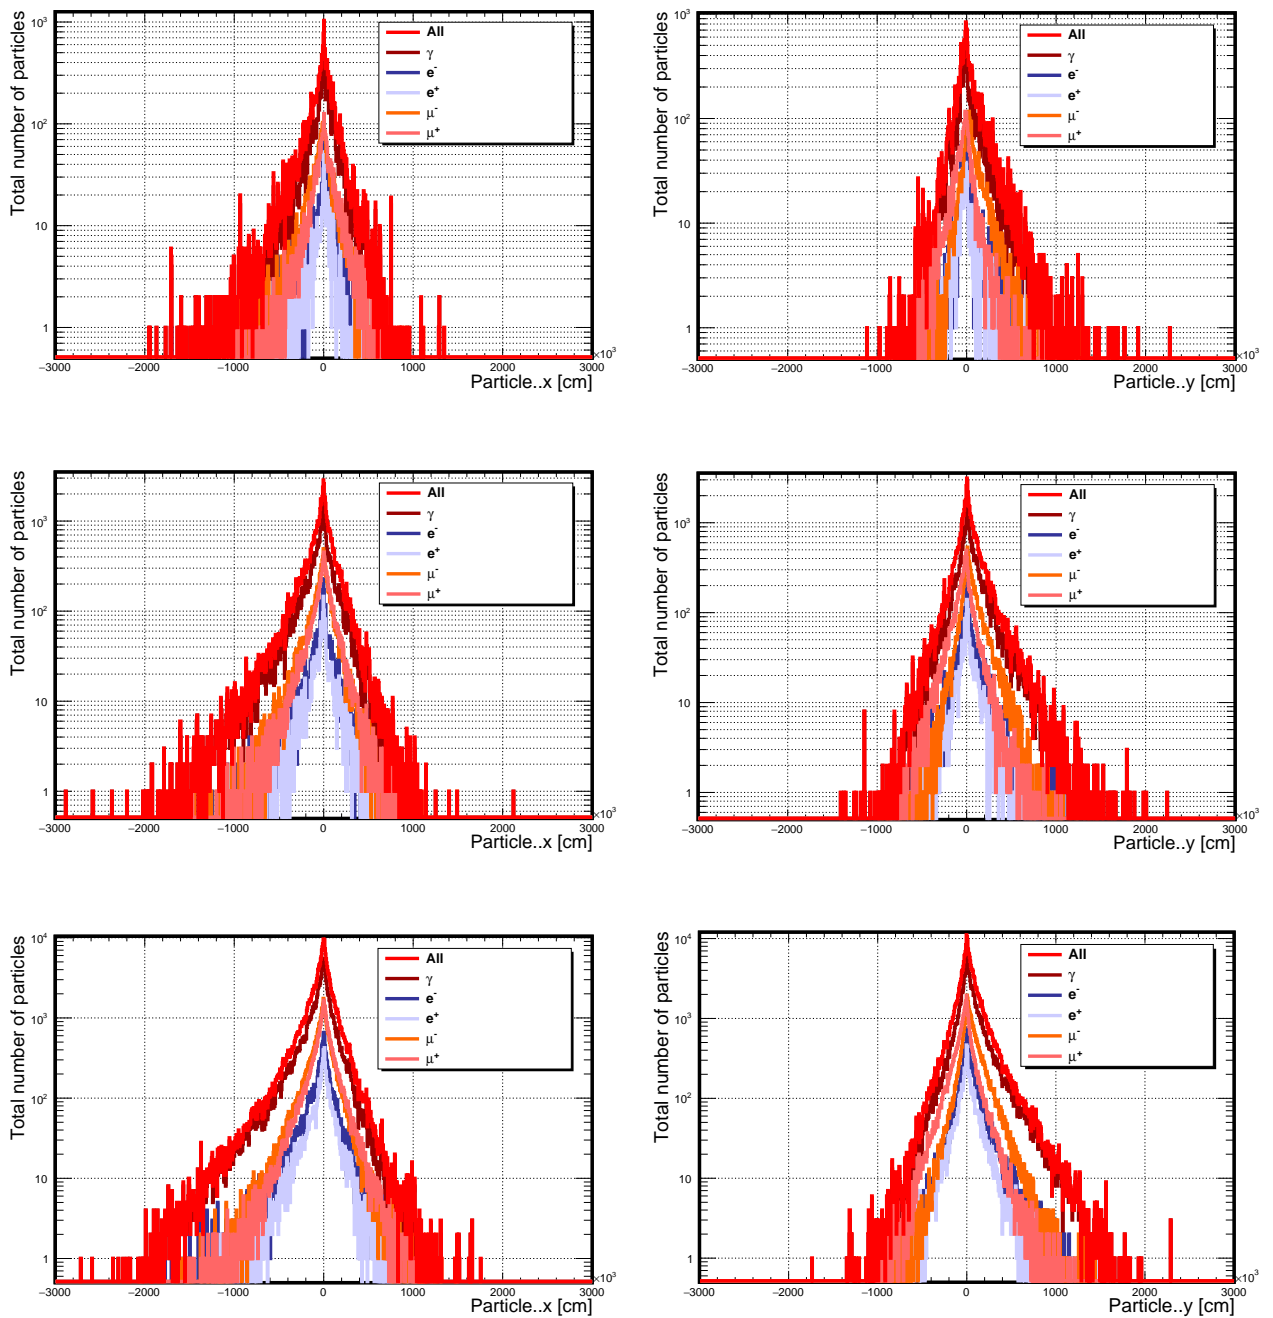 Total number of particles
10³
10²
10
1
All
γ
e⁻
e⁺
μ⁻
μ⁺
−3000 −2000 −1000 0 1000 2000 3000
×10³
Particle..x [cm]
Total number of particles
10³
10²
10
1
All
γ
e⁻
e⁺
μ⁻
μ⁺
−3000 −2000 −1000 0 1000 2000 3000
×10³
Particle..y [cm]
Total number of particles
10³
10²
10
1
All
γ
e⁻
e⁺
μ⁻
μ⁺
−3000 −2000 −1000 0 1000 2000 3000
×10³
Particle..x [cm]
Total number of particles
10³
10²
10
1
All
γ
e⁻
e⁺
μ⁻
μ⁺
−3000 −2000 −1000 0 1000 2000 3000
×10³
Particle..y [cm]
Total number of particles
10⁴
10³
10²
10
1
All
γ
e⁻
e⁺
μ⁻
μ⁺
−3000 −2000 −1000 0 1000 2000 3000
×10³
Particle..x [cm]
Total number of particles
10⁴
10³
10²
10
1
All
γ
e⁻
e⁺
μ⁻
μ⁺
−3000 −2000 −1000 0 1000 2000 3000
×10³
Particle..y [cm]